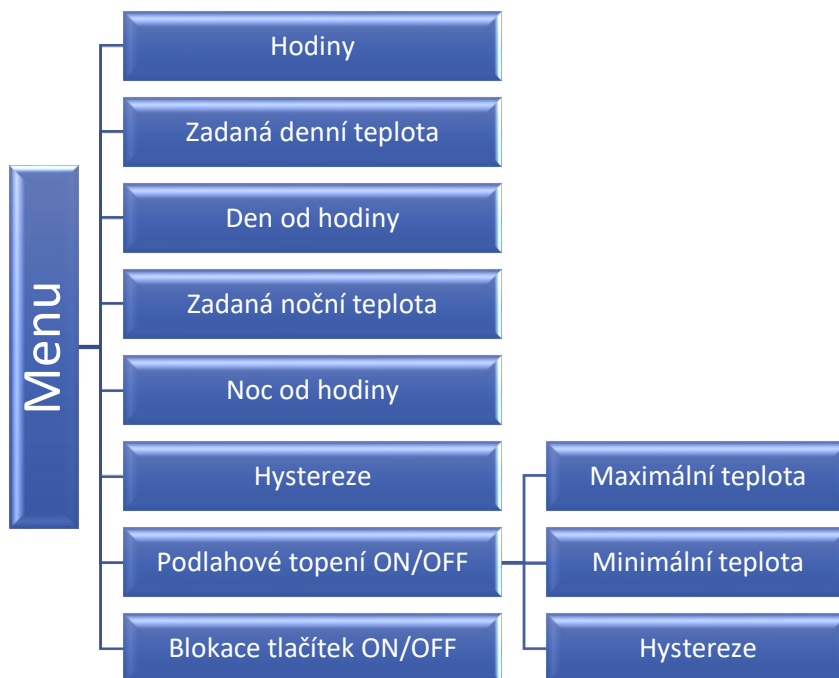 Menu
Hodiny
Zadaná denní teplota
Den od hodiny
Zadaná noční teplota
Noc od hodiny
Hystereze
Podlahové topení ON/OFF
Maximální teplota
Minimální teplota
Hystereze
Blokace tlačítek ON/OFF